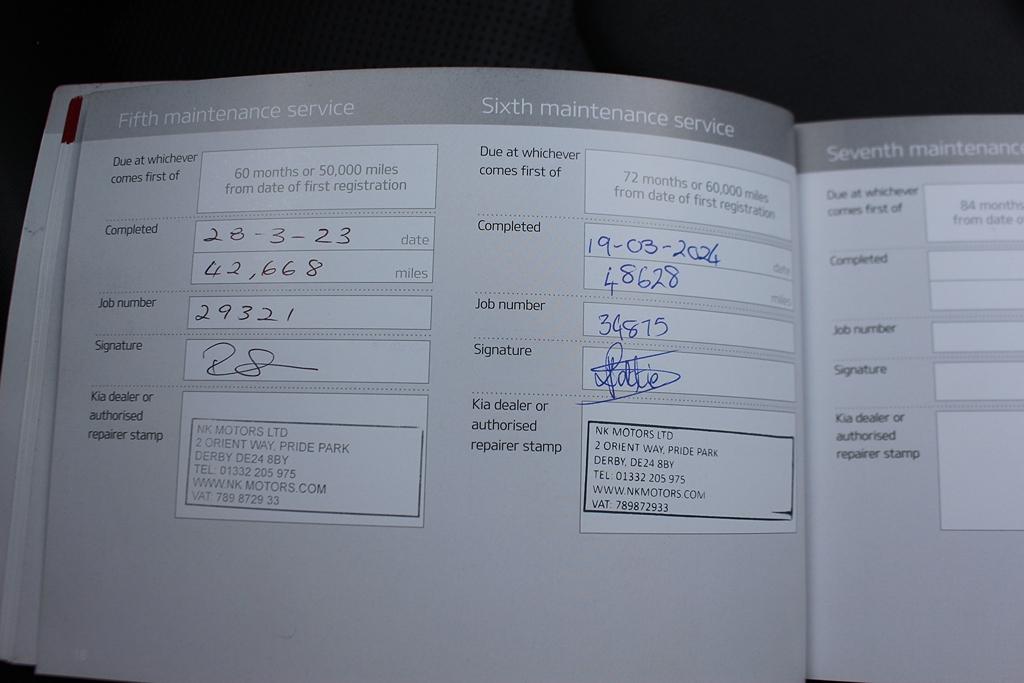 Fifth maintenance service
Due at whichever
comes first of
60 months or 50,000 miles
from date of first registration
Completed
28-3-23 date
42,668 miles
Job number
29321
Signature
Kia dealer or
authorised
repairer stamp
NK MOTORS LTD
2 ORIENT WAY, PRIDE PARK
DERBY DE24 8BY
TEL: 01332 205 975
WWW.NK MOTORS.COM
VAT: 789 8729 33
Sixth maintenance service
Due at whichever
comes first of
72 months or 60,000 miles
from date of first registration
Completed
19-03-2024 date
48628 miles
Job number
34875
Signature
Kia dealer or
authorised
repairer stamp
NK MOTORS LTD
2 ORIENT WAY, PRIDE PARK
DERBY, DE24 8BY
TEL: 01332 205 975
WWW.NKMOTORS.COM
VAT: 789872933
Seventh maintenance
Due at whichever
comes first of
84 months
from date o
Completed
Job number
Signature
Kia dealer or
authorised
repairer stamp